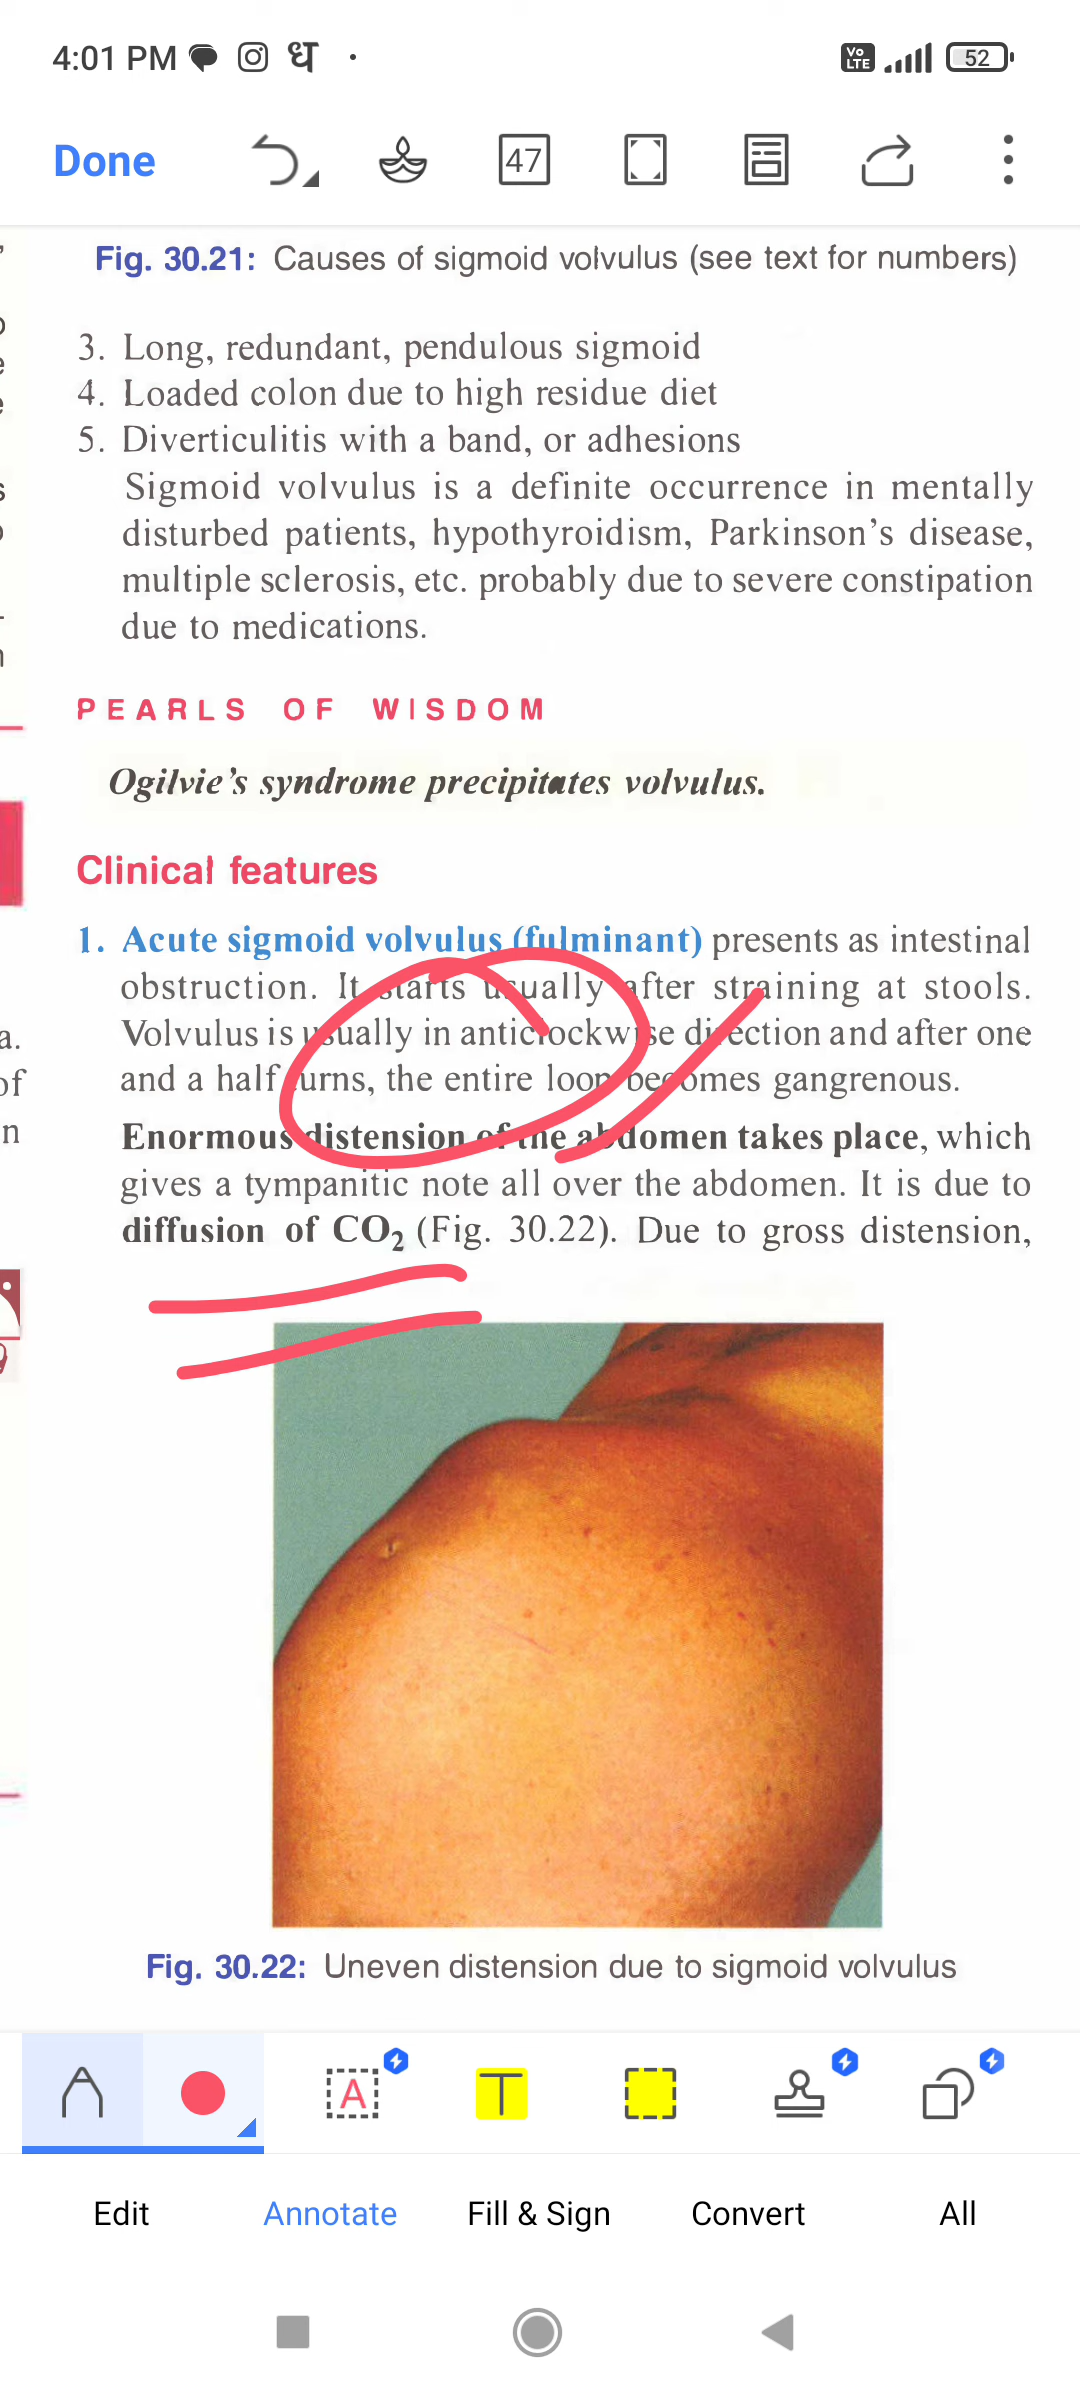 4:01 PM ध
Vo LTE 52
Done 47
Fig. 30.21: Causes of sigmoid volvulus (see text for numbers)
3. Long, redundant, pendulous sigmoid
4. Loaded colon due to high residue diet
5. Diverticulitis with a band, or adhesions
Sigmoid volvulus is a definite occurrence in mentally
disturbed patients, hypothyroidism, Parkinson's disease,
multiple sclerosis, etc. probably due to severe constipation
due to medications.
PEARLS OF WISDOM
Ogilvie's syndrome precipitates volvulus.
Clinical features
1. Acute sigmoid volvulus (fulminant) presents as intestinal
obstruction. It starts usually after straining at stools.
a.
Volvulus is usually in anticlockwise direction and after one
of
and a half turns, the entire loop becomes gangrenous.
n
Enormous distension of the abdomen takes place, which
gives a tympanitic note all over the abdomen. It is due to
diffusion of CO₂ (Fig. 30.22). Due to gross distension,
Fig. 30.22: Uneven distension due to sigmoid volvulus
A T
Edit Annotate Fill & Sign Convert All